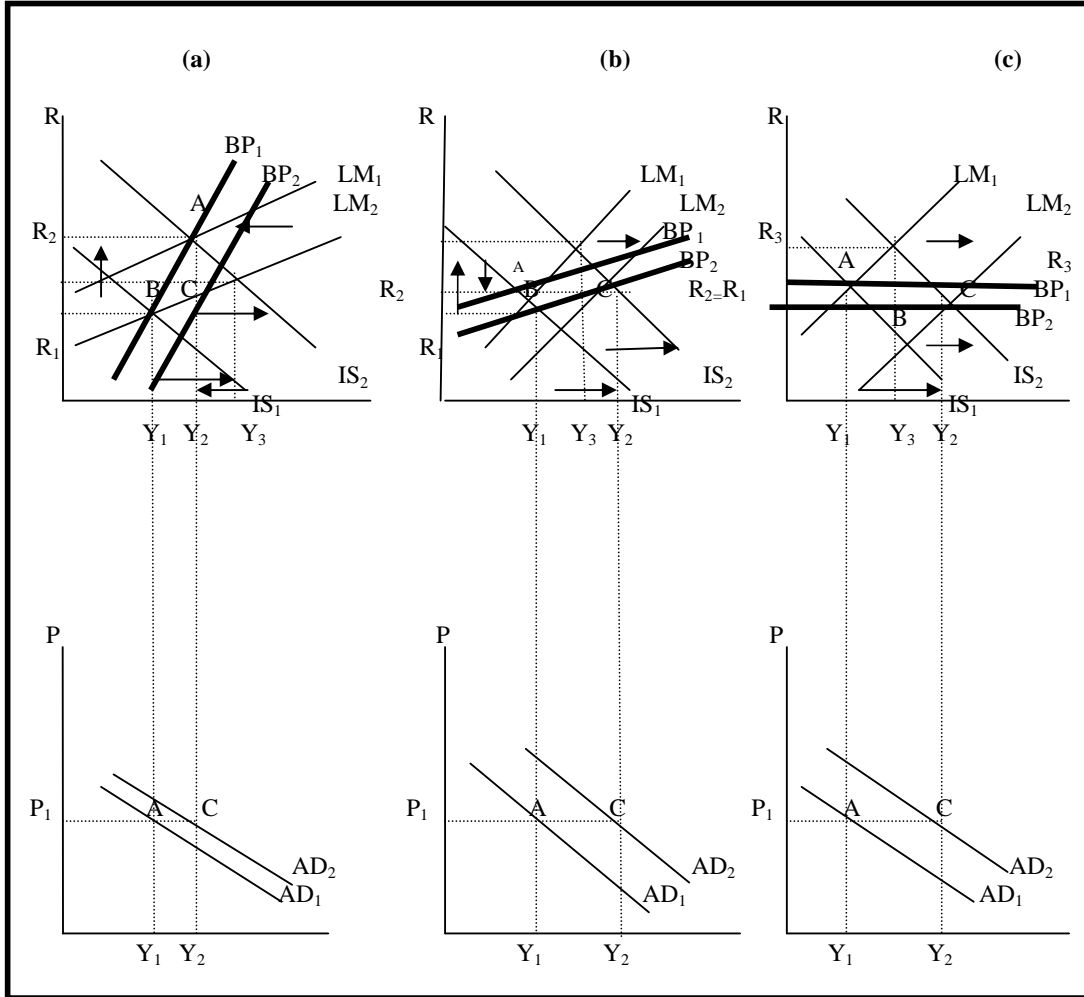 (a) (b) (c)
R R R
BP₁
BP₂
LM₁
LM₂
A
R₂
B C
R₁
IS₂
IS₁
Y₁ Y₂ Y₃
LM₁
LM₂
BP₁
BP₂
A
B C
R₂
R₂=R₁
R₁
IS₂
IS₁
Y₁ Y₃ Y₂
LM₁
LM₂
R₃
R₃
A
C
BP₁
B
BP₂
IS₂
IS₁
Y₁ Y₃ Y₂
P P P
P₁ A C
AD₂
AD₁
Y₁ Y₂
P₁ A C
AD₂
AD₁
Y₁ Y₂
P₁ A C
AD₂
AD₁
Y₁ Y₂